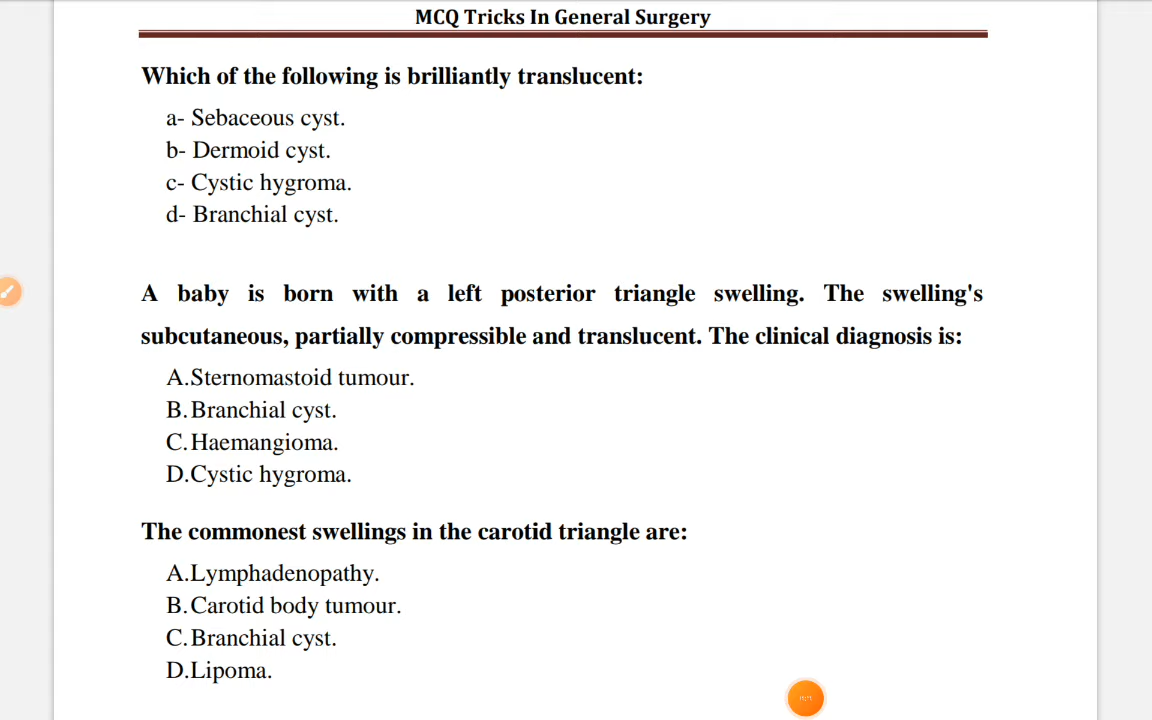 MCQ Tricks In General Surgery
Which of the following is brilliantly translucent:
a- Sebaceous cyst.
b- Dermoid cyst.
c- Cystic hygroma.
d- Branchial cyst.
A baby is born with a left posterior triangle swelling. The swelling's
subcutaneous, partially compressible and translucent. The clinical diagnosis is:
A.Sternomastoid tumour.
B.Branchial cyst.
C.Haemangioma.
D.Cystic hygroma.
The commonest swellings in the carotid triangle are:
A.Lymphadenopathy.
B.Carotid body tumour.
C.Branchial cyst.
D.Lipoma.